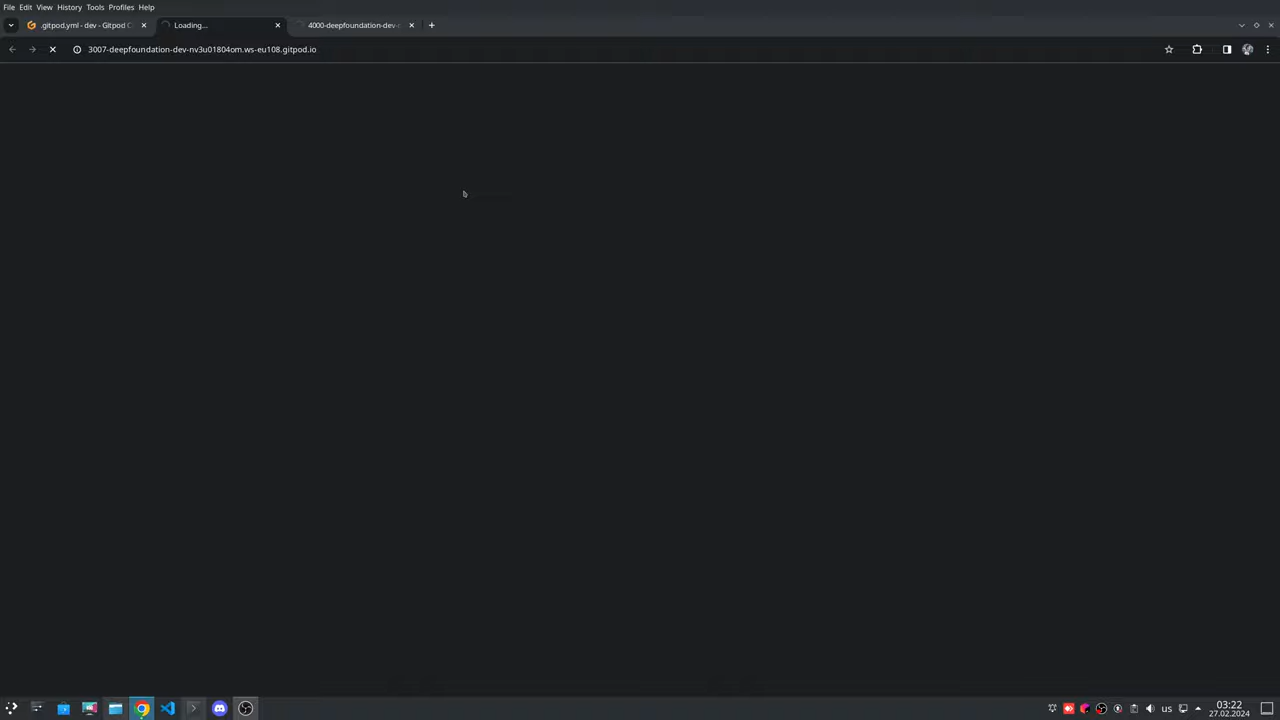 File Edit View History Tools Profiles Help
.gitpod.yml - dev - Gitpod C
Loading...
4000-deepfoundation-dev-
3007-deepfoundation-dev-nv3u01804om.ws-eu108.gitpod.io
us
03:22
27.02.2024